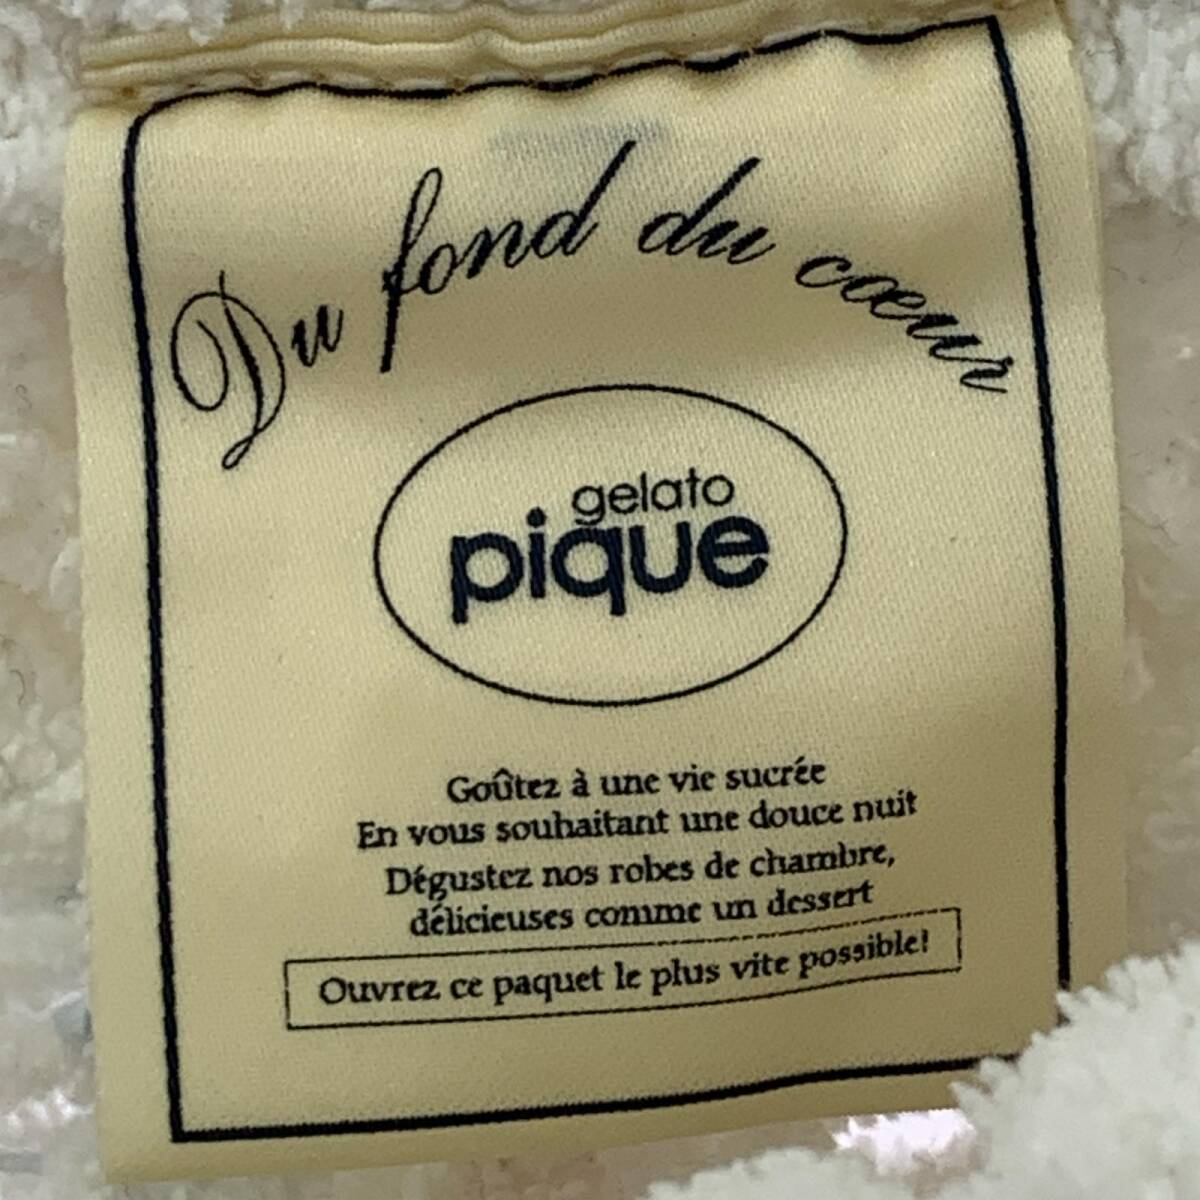 Du fond du cœur
gelato
pique
Goûtez à une vie sucrée
En vous souhaitant une douce nuit
Dégustez nos robes de chambre,
délicieuses comme un dessert
Ouvrez ce paquet le plus vite possible!